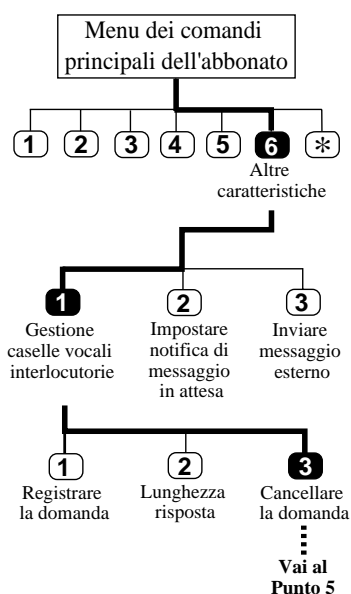 Menu dei comandi
principali dell'abbonato
1 2 3 4 5 6 *
Altre
caratteristiche
1
Gestione
caselle vocali
interlocutorie
2
Impostare
notifica di
messaggio
in attesa
3
Inviare
messaggio
esterno
1
Registrare
la domanda
2
Lunghezza
risposta
3
Cancellare
la domanda
Vai al
Punto 5